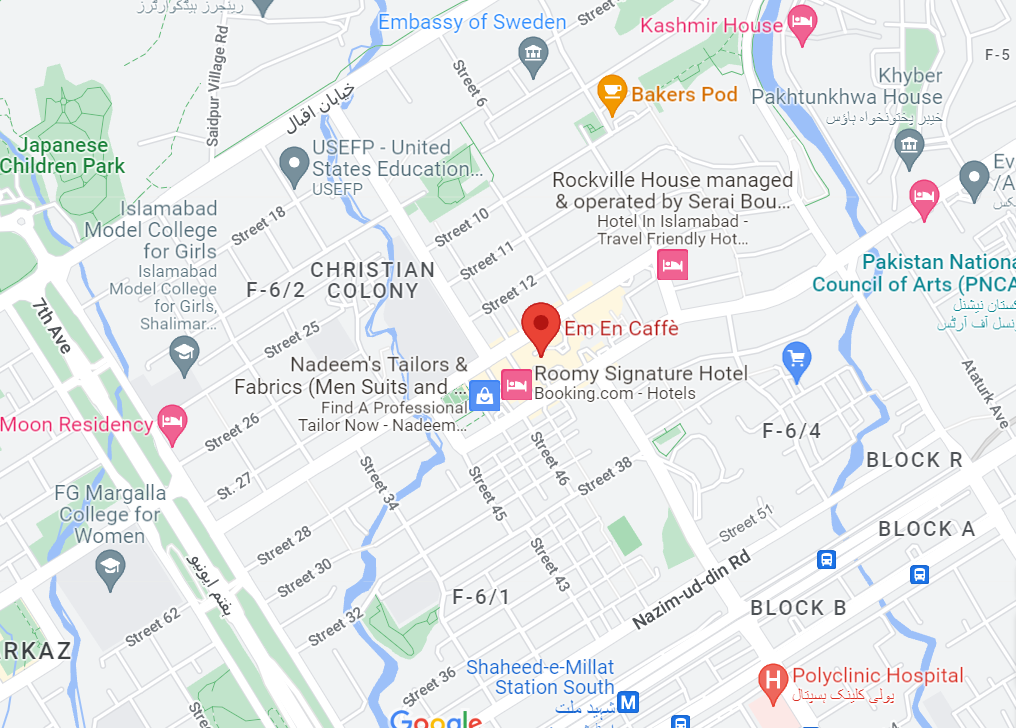 رینجرز ہیڈکوارٹرز
Embassy of Sweden
Street
Kashmir House
F-5
Saidpur Village Rd
Street 6
Bakers Pod
Khyber
Pakhtunkhwa House
خیبر پختونخواہ ہاؤس
خیابان اقبال
Japanese
Children Park
USEFP - United
States Education...
USEFP
Rockville House managed
& operated by Serai Bou...
Hotel In Islamabad -
Travel Friendly Hot...
Ev
/A
Islamabad
Model College
for Girls
Islamabad
Model College
for Girls,
Shalimar...
Street 18
Street 10
Street 11
Street 12
CHRISTIAN
COLONY
F-6/2
Pakistan Nationa
Council of Arts (PNCA
کستان نیشنل
ونسل آف آرٹس
7th Ave
Street 25
Em En Caffè
Nadeem's Tailors &
Fabrics (Men Suits and ...
Find A Professional
Tailor Now - Nadeem...
Roomy Signature Hotel
Booking.com - Hotels
Ataturk Ave
Moon Residency
Street 26
F-6/4
BLOCK R
St. 27
Street 34
Street 45
Street 46
Street 38
FG Margalla
College for
Women
Street 28
Street 51
BLOCK A
Street 30
Street 43
ہفتم ایونیو
Nazim-ud-din Rd
F-6/1
BLOCK B
Street 62
Street 32
RKAZ
Street 36
Shaheed-e-Millat
Station South
شہید ملت
Polyclinic Hospital
پولی کلینک ہسپتال
Street
Google